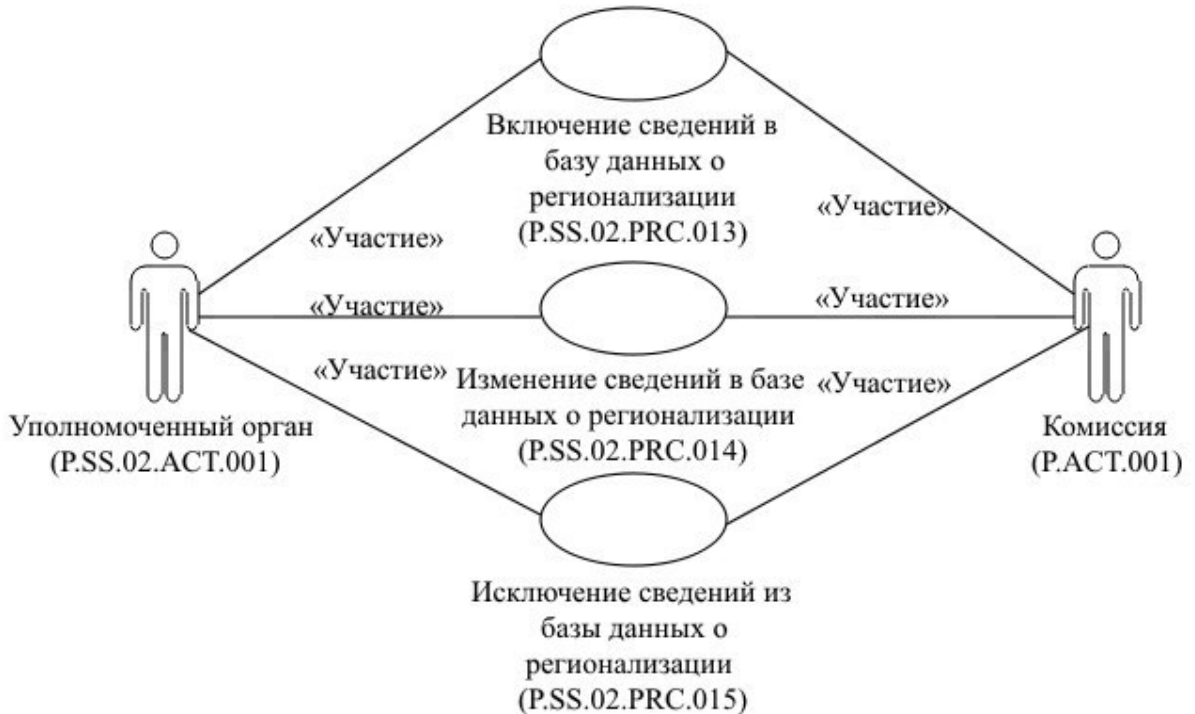 Включение сведений в
базу данных о
регионализации
(P.SS.02.PRC.013)
«Участие»
«Участие»
«Участие»
«Участие»
«Участие»
Изменение сведений в базе
данных о регионализации
(P.SS.02.PRC.014)
«Участие»
Уполномоченный орган
(P.SS.02.ACT.001)
Комиссия
(P.ACT.001)
Исключение сведений из
базы данных о
регионализации
(P.SS.02.PRC.015)